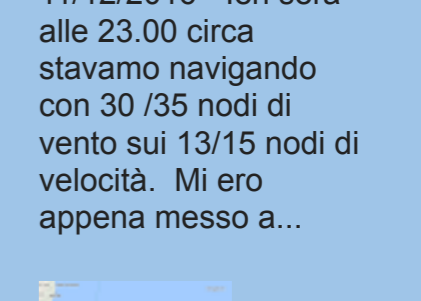 alle 23.00 circa
stavamo navigando
con 30 /35 nodi di
vento sui 13/15 nodi di
velocità. Mi ero
appena messo a...